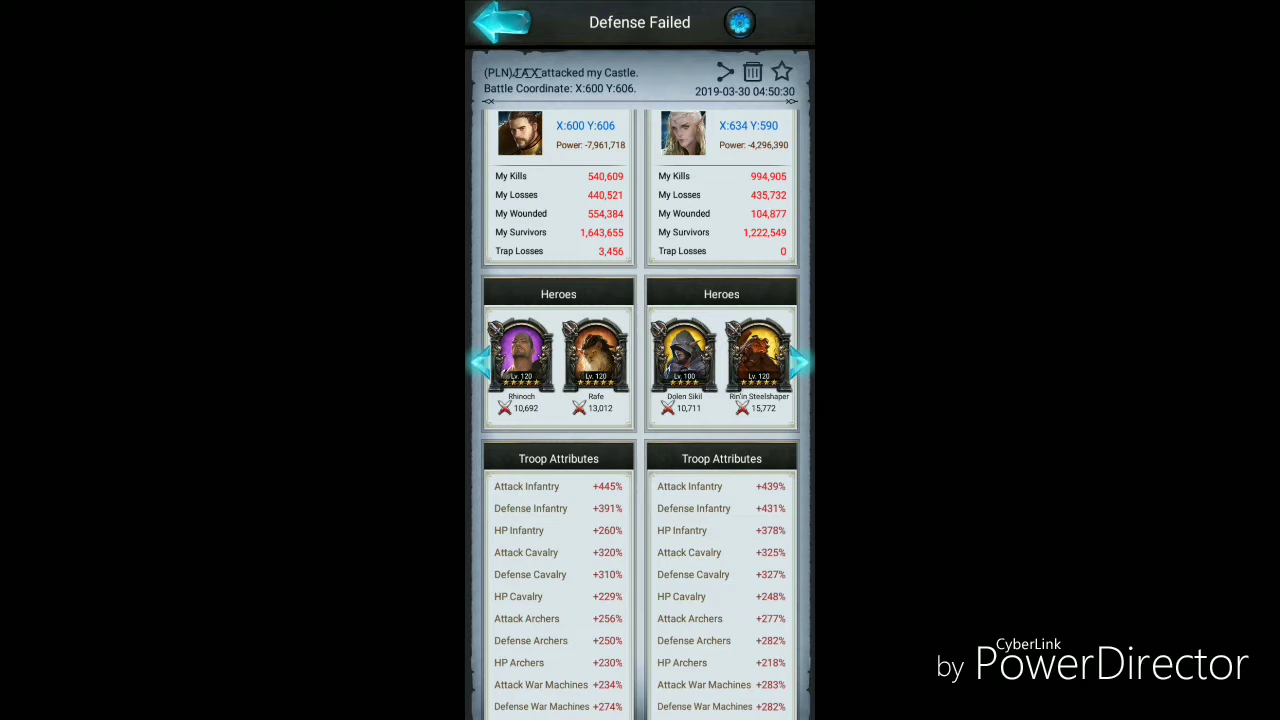 Defense Failed
(PLN) attacked my Castle.
Battle Coordinate: X:600 Y:606.
2019-03-30 04:50:30
X:600 Y:606
Power: -7,961,718
My Kills 540,609
My Losses 440,521
My Wounded 554,384
My Survivors 1,643,655
Trap Losses 3,456
X:634 Y:590
Power: -4,296,390
My Kills 994,905
My Losses 435,732
My Wounded 104,877
My Survivors 1,222,549
Trap Losses 0
Heroes
Lv. 120 Lv. 120
Rhinoch Rafe
10,692 13,012
Heroes
Lv. 100 Lv. 120
Dolen Sikil Rin'in Steelshaper
10,711 15,772
Troop Attributes
Attack Infantry +445%
Defense Infantry +391%
HP Infantry +260%
Attack Cavalry +320%
Defense Cavalry +310%
HP Cavalry +229%
Attack Archers +256%
Defense Archers +250%
HP Archers +230%
Attack War Machines +234%
Defense War Machines +274%
Troop Attributes
Attack Infantry +439%
Defense Infantry +431%
HP Infantry +378%
Attack Cavalry +325%
Defense Cavalry +327%
HP Cavalry +248%
Attack Archers +277%
Defense Archers +282%
HP Archers +218%
Attack War Machines +283%
Defense War Machines +282%
CyberLink
by PowerDirector